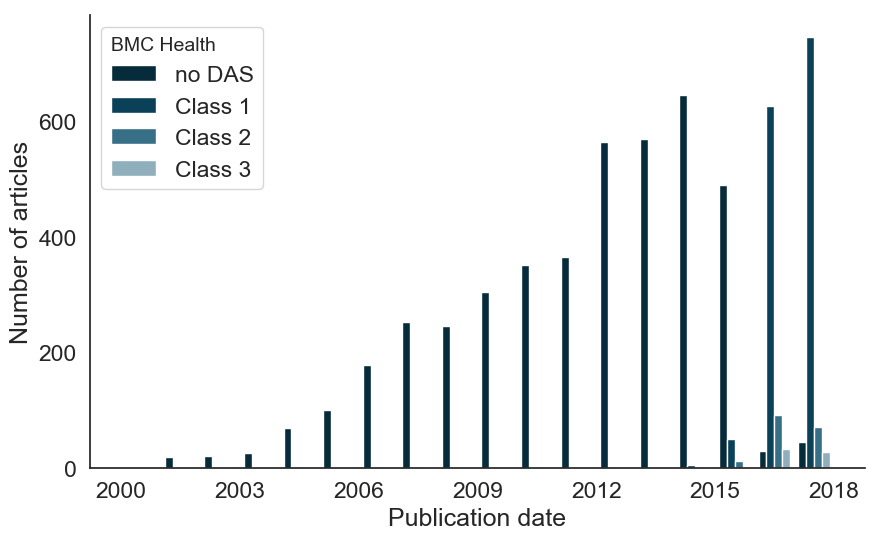 BMC Health
no DAS
Class 1
Class 2
Class 3
Number of articles
600
400
200
0
2000 2003 2006 2009 2012 2015 2018
Publication date